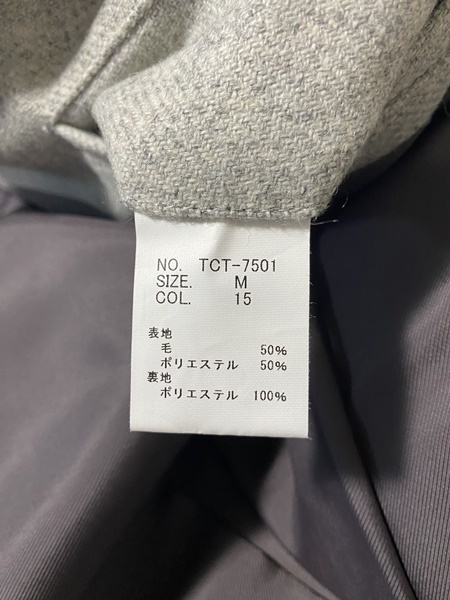 NO. TCT-7501
SIZE. M
COL. 15
表地
毛 50%
ポリエステル 50%
裏地
ポリエステル 100%